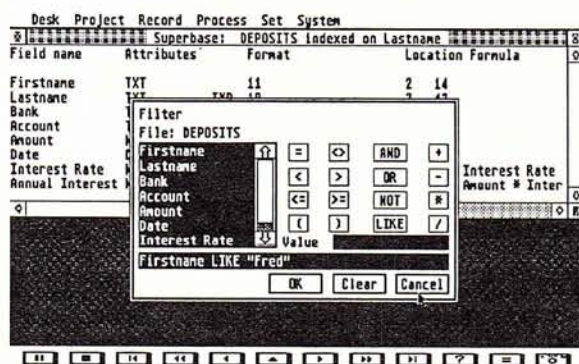 Desk Project Record Process Set System
Superbase: DEPOSITS indexed on Lastname
Field name Attributes Format Location Formula
Firstname TXT 11 2 14
Lastname
Bank
Account
Amount
Date
Interest Rate Interest Rate
Annual Interest Amount * Inter
Filter
File: DEPOSITS
Firstname
Lastname
Bank
Account
Amount
Date
Interest Rate
= <> AND +
< > OR -
<= >= NOT *
( ) LIKE /
Value
Firstname LIKE "Fred"
OK Clear Cancel
? =